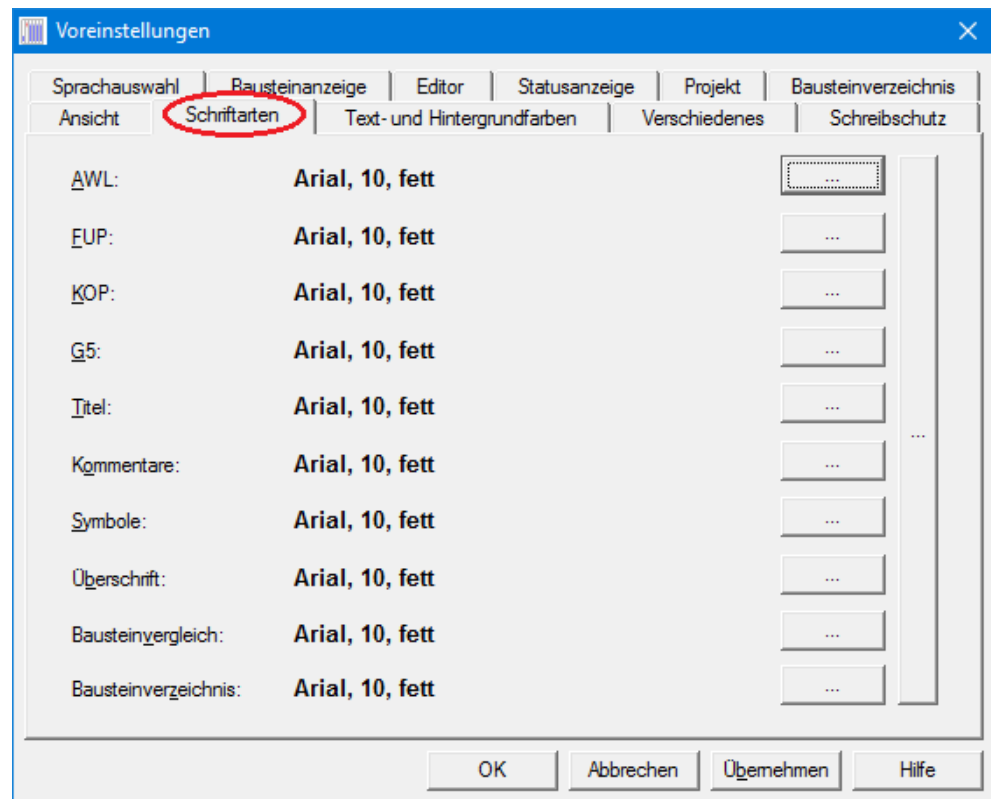 Voreinstellungen
Sprachauswahl Bausteinanzeige Editor Statusanzeige Projekt Bausteinverzeichnis
Ansicht Schriftarten Text- und Hintergrundfarben Verschiedenes Schreibschutz
AWL: Arial, 10, fett ...
FUP: Arial, 10, fett ...
KOP: Arial, 10, fett ...
G5: Arial, 10, fett ...
Titel: Arial, 10, fett ...
...
Kommentare: Arial, 10, fett ...
Symbole: Arial, 10, fett ...
Überschrift: Arial, 10, fett ...
Bausteinvergleich: Arial, 10, fett ...
Bausteinverzeichnis: Arial, 10, fett ...
OK Abbrechen Übernehmen Hilfe